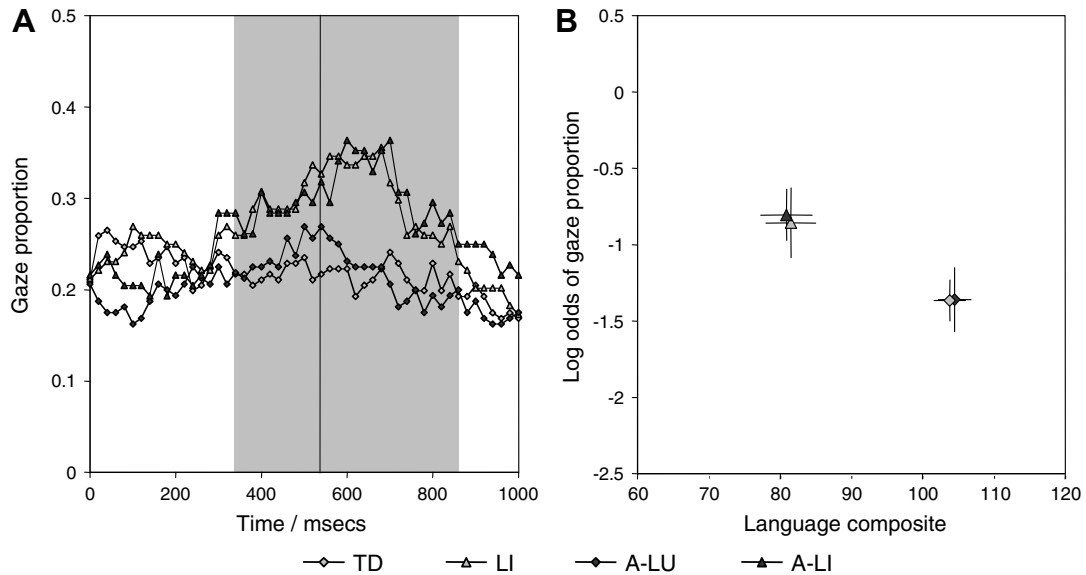 A
B
0.5
0.4
0.3
0.2
0.1
0
Gaze proportion
0 200 400 600 800 1000
Time / msecs
0.5
0
-0.5
-1
-1.5
-2
-2.5
Log odds of gaze proportion
60 70 80 90 100 110 120
Language composite
TD LI A-LU A-LI